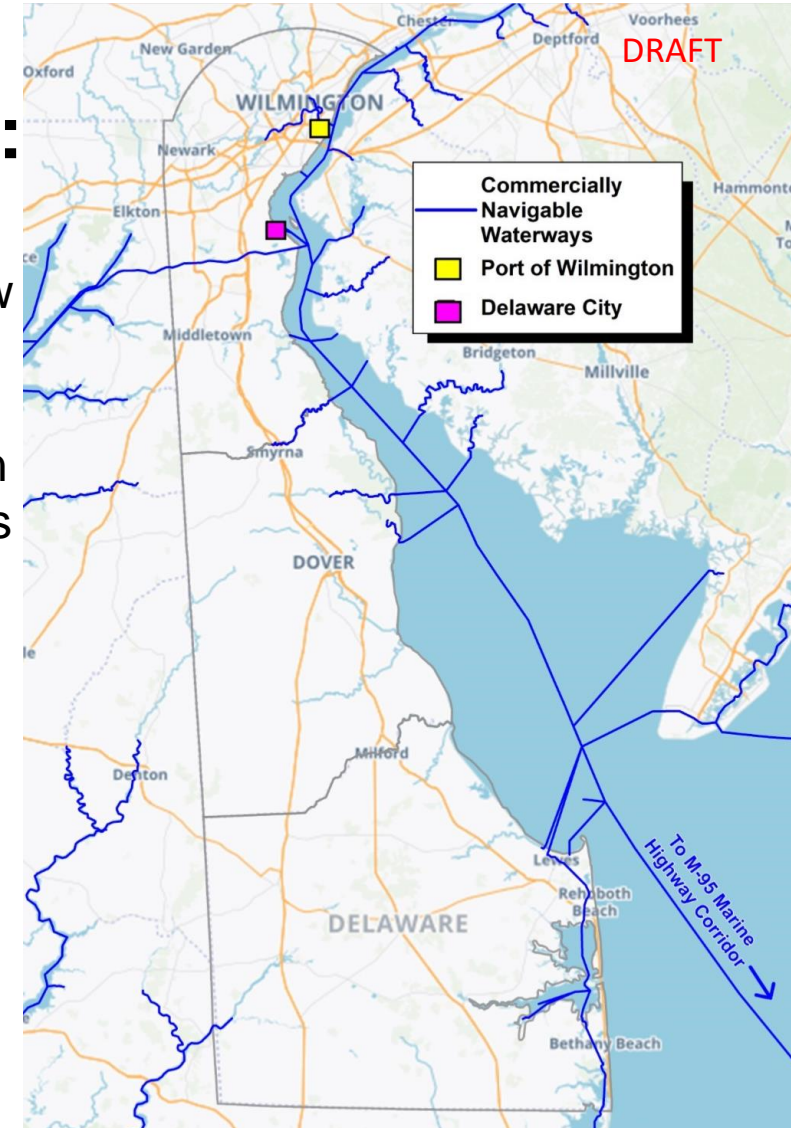 Chester
Voorhees
Deptford
DRAFT
New Garden
Oxford
WILMINGTON
:
Newark
Commercially
Navigable
Waterways
Port of Wilmington
Delaware City
Elkton
Middletown
Bridgeton
Millville
Smyrna
DOVER
Milford
Denton
Lewes
To M-95 Marine
Highway Corridor
Rehoboth
Beach
DELAWARE
Bethany Beach